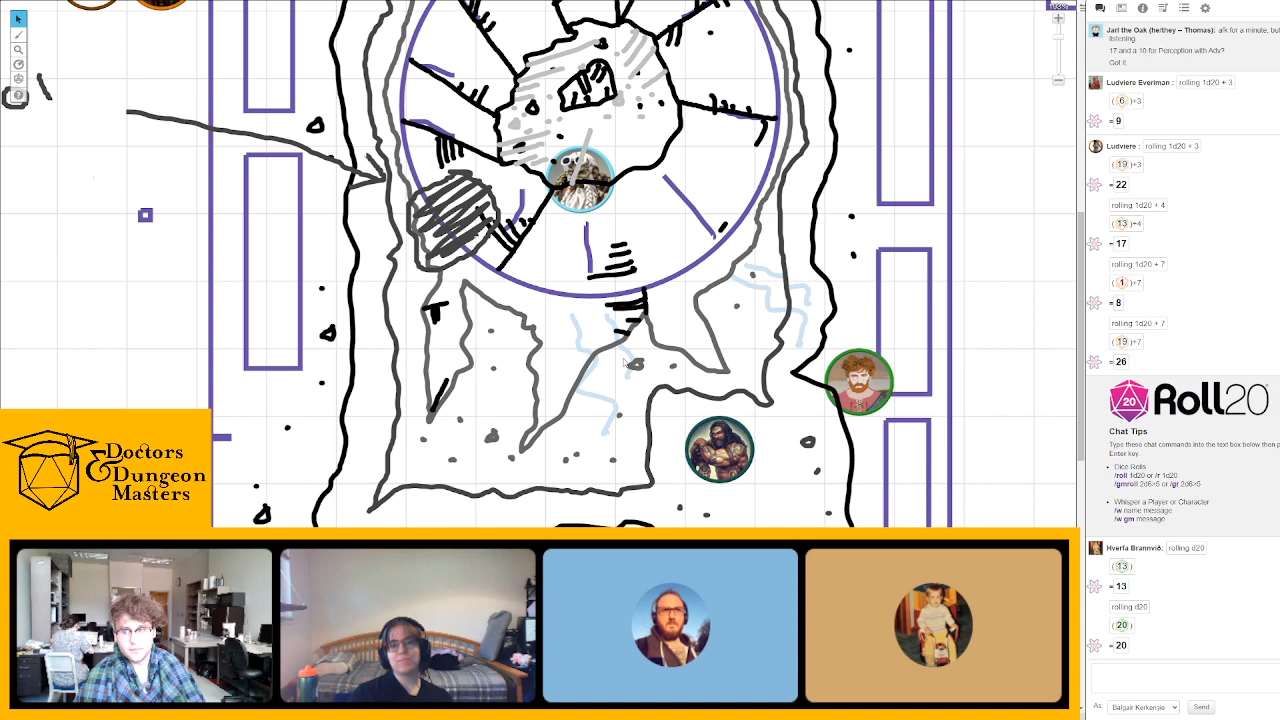 Jarl the Oak (he/they – Thomas): afk for a minute, but
listening
17 and a 10 for Perception with Adv?
Got it
Ludviere Everiman : rolling 1d20 + 3
(6)+3
= 9
Ludviere : rolling 1d20 + 3
(19)+3
= 22
rolling 1d20 + 4
(13)+4
= 17
rolling 1d20 + 7
(1)+7
= 8
rolling 1d20 + 7
(19)+7
= 26
20 Roll20
Chat Tips
Type these chat commands into the text box below then p
Enter key.
• Dice Rolls
/roll 1d20 or /r 1d20
/gmroll 2d6>5 or /gr 2d6>5
• Whisper a Player or Character
/w name message
/w gm message
Hverfa Brannvið: rolling d20
(13)
= 13
rolling d20
(20)
= 20
As: Balgair Kerkensie Send
Doctors
& Dungeon
Masters